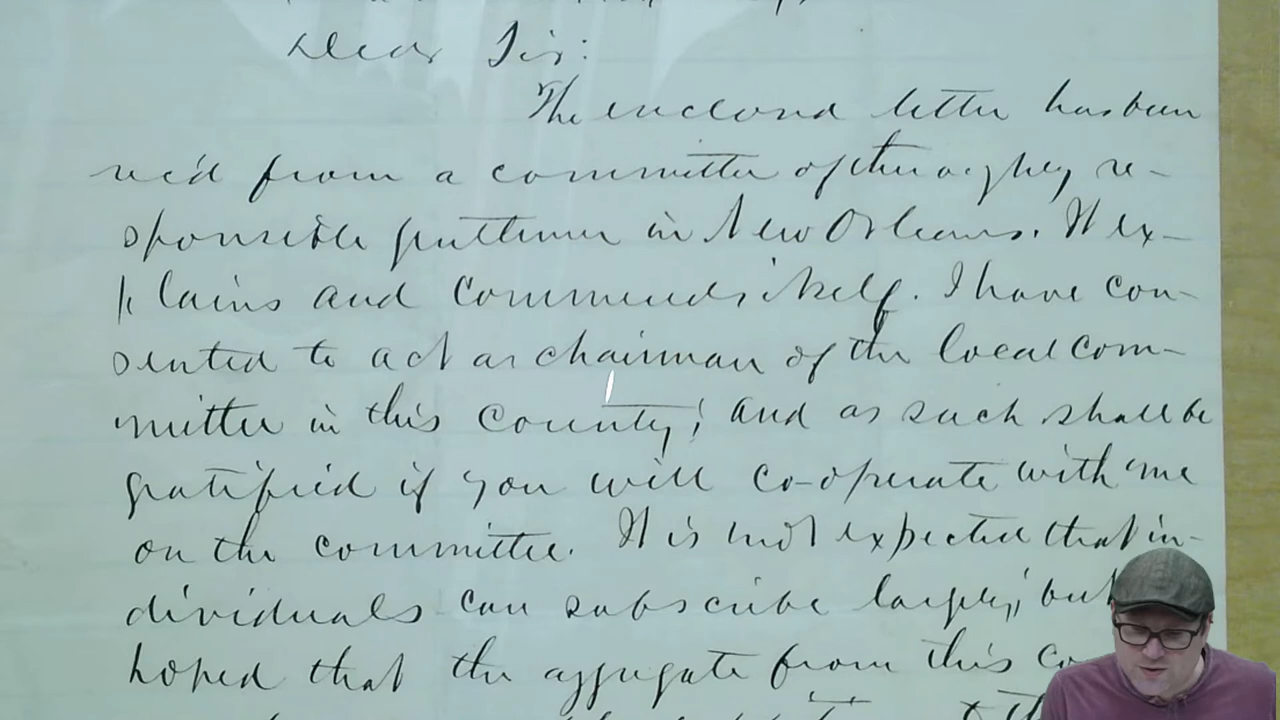 Dear Sir:
The enclosed letter has been
rec'd from a committee of thoroughly re-
sponsible gentlemen in New Orleans. It ex-
plains and commends itself. I have con-
sented to act as chairman of the local com-
mittee in this County; and as such shall be
gratified if you will co-operate with me
on the committee. It is not expected that in-
dividuals can subscribe largely; but
hoped that the aggregate from this